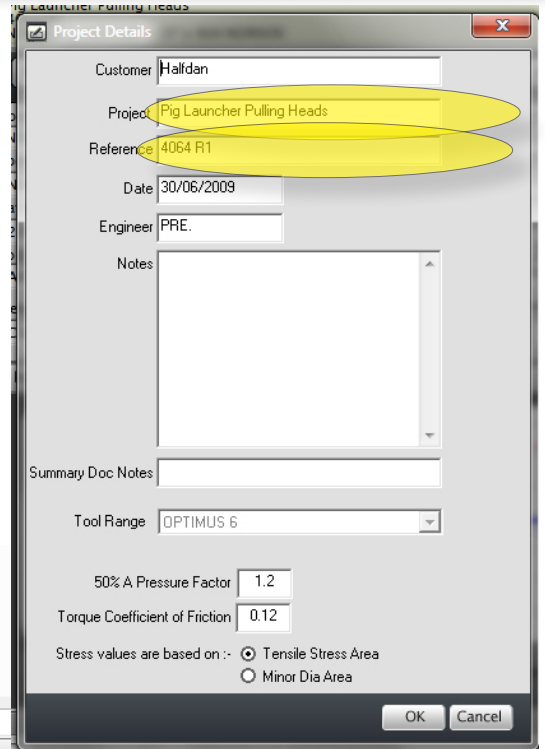 Pig Launcher Pulling Heads
Project Details
Customer Halfdan
Project Pig Launcher Pulling Heads
Reference 4064 R1
Date 30/06/2009
Engineer PRE.
Notes
Summary Doc Notes
Tool Range OPTIMUS 6
50% A Pressure Factor 1.2
Torque Coefficient of Friction 0.12
Stress values are based on :- Tensile Stress Area
Minor Dia Area
OK Cancel